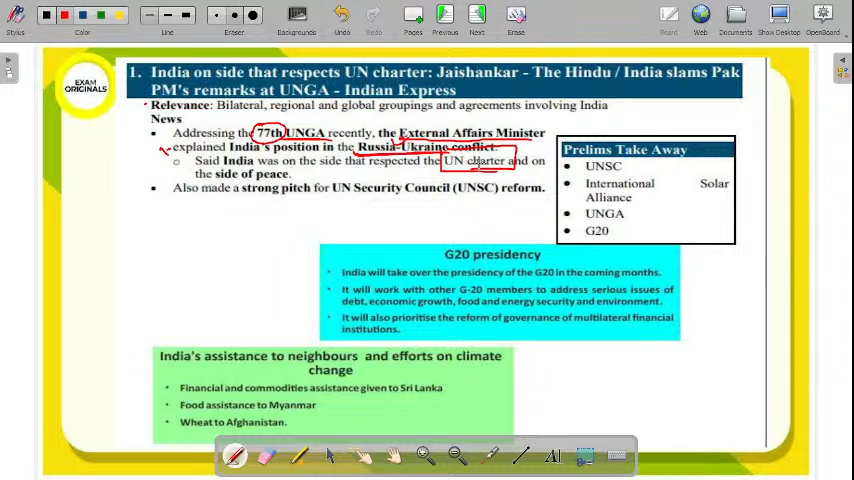 Stylus
Color
Line
Eraser
Backgrounds
Undo
Redo
Pages
Previous
Next
Erase
Board
Web
Documents
Show Desktop
OpenBoard
EXAM
ORIGINALS
1. India on side that respects UN charter: Jaishankar - The Hindu / India slams Pak
PM's remarks at UNGA - Indian Express
Relevance: Bilateral, regional and global groupings and agreements involving India
News
• Addressing the 77th UNGA recently, the External Affairs Minister
explained India's position in the Russia-Ukraine conflict.
o Said India was on the side that respected the UN charter and on
the side of peace.
• Also made a strong pitch for UN Security Council (UNSC) reform.
Prelims Take Away
• UNSC
• International Solar
Alliance
• UNGA
• G20
G20 presidency
• India will take over the presidency of the G20 in the coming months.
• It will work with other G-20 members to address serious issues of
debt, economic growth, food and energy security and environment.
• It will also prioritise the reform of governance of multilateral financial
institutions.
India's assistance to neighbours and efforts on climate
change
• Financial and commodities assistance given to Sri Lanka
• Food assistance to Myanmar
• Wheat to Afghanistan.